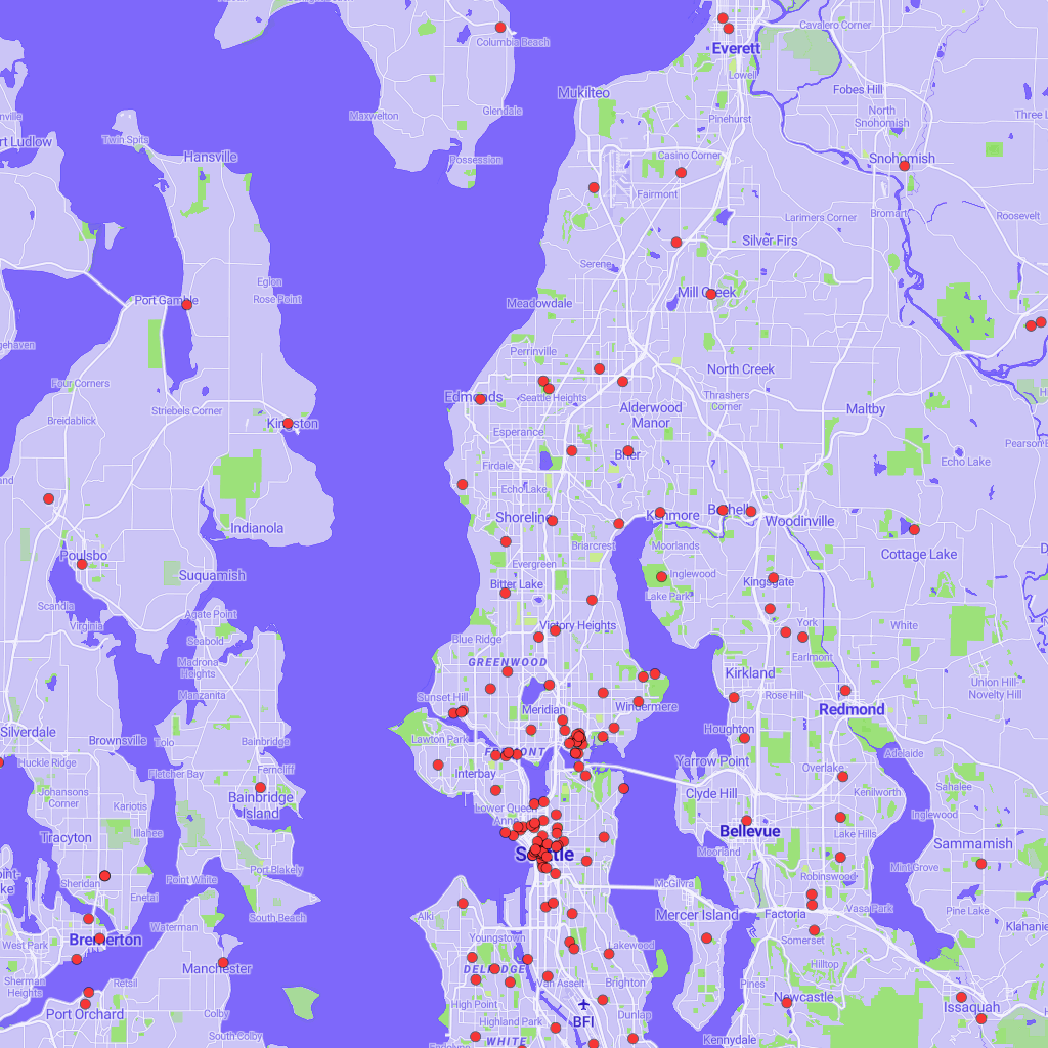 Everett
Cavalero Corner
Columbia Beach
Lowell
Mukilteo
Fobes Hill
Maxwelton
Glendale
Pinehurst
North
Snohomish
Three L
rt Ludlow
Twin Spits
Hansville
Possession
Casino Corner
Snohomish
Fairmont
Larimers Corner
Bromart
Roosevelt
Silver Firs
Serene
Eglon
Port Gamble
Rose Point
Meadowdale
Mill Creek
gehaven
Perrinville
Four Corners
North Creek
Edmonds
Seattle Heights
Thrashers
Corner
Striebels Corner
Alderwood
Manor
Maltby
Breidablick
Kingston
Esperance
Pearson
Firdale
Brier
Echo Lake
Echo Lake
Shoreline
Kenmore
Bothell
Woodinville
Indianola
Poulsbo
Briarcrest
Moorlands
Cottage Lake
Suquamish
Evergreen
Bitter Lake
Inglewood
Kingsgate
Lake Park
Scandia
Virginia
Agate Point
Seabold
Blue Ridge
Victory Heights
York
White
Earlmont
Madrona
Heights
GREENWOOD
Kirkland
Union Hill-
Novelty Hill
Manzanita
Sunset Hill
Meridian
Windermere
Rose Hill
Redmond
Silverdale
Brownsville
Tolo
Bainbridge
Lawton Park
FREMONT
Houghton
Adelaide
Huckle Ridge
Fletcher Bay
Ferncliff
Interbay
Yarrow Point
Overlake
Johansons
Corner
Kariotis
Bainbridge
Island
Lower Queen
Anne
Clyde Hill
Kenilworth
Sahalee
Inglewood
Tracyton
Illahee
Seattle
Bellevue
Lake Hills
Sammamish
Moorland
Sheridan
Point White
Port Blakely
McGilvra
Robinswood
Mint Grove
Enetai
South Beach
Alki
Mercer Island
Factoria
Vasa Park
Pine Lake
Waterman
West Park
Bremerton
Youngstown
Lakewood
Somerset
Klahanie
Manchester
DELRIDGE
Hilltop
Sherman
Heights
Retsil
Van Asselt
Brighton
Pines
Port Orchard
Colby
High Point
Highland Park
BFI
Dunlap
Newcastle
Issaquah
South Colby
WHITE
Kennydale